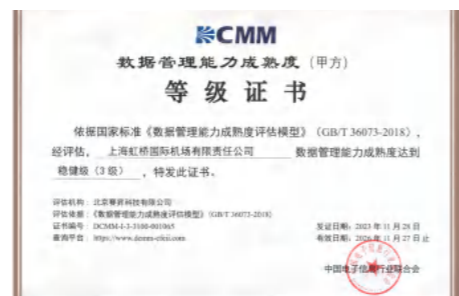 CMM
数据管理能力成熟度（甲方）
等级证书
依据国家标准《数据管理能力成熟度评估模型》（GB/T 36073-2018），
经评估，上海虹桥国际机场有限责任公司 数据管理能力成熟度达到
稳健级（3级），特发此证书。
评估机构：北京赛昇科技有限公司
评估依据：《数据管理能力成熟度评估模型》（GB/T 36073-2018）
证书编号：DCMM-I-3-3100-001065
查询平台：https://www.dcmm-cfeii.com
发证日期：2023年11月28日
有效日期：2026年11月27日止
中国电子信息行业联合会